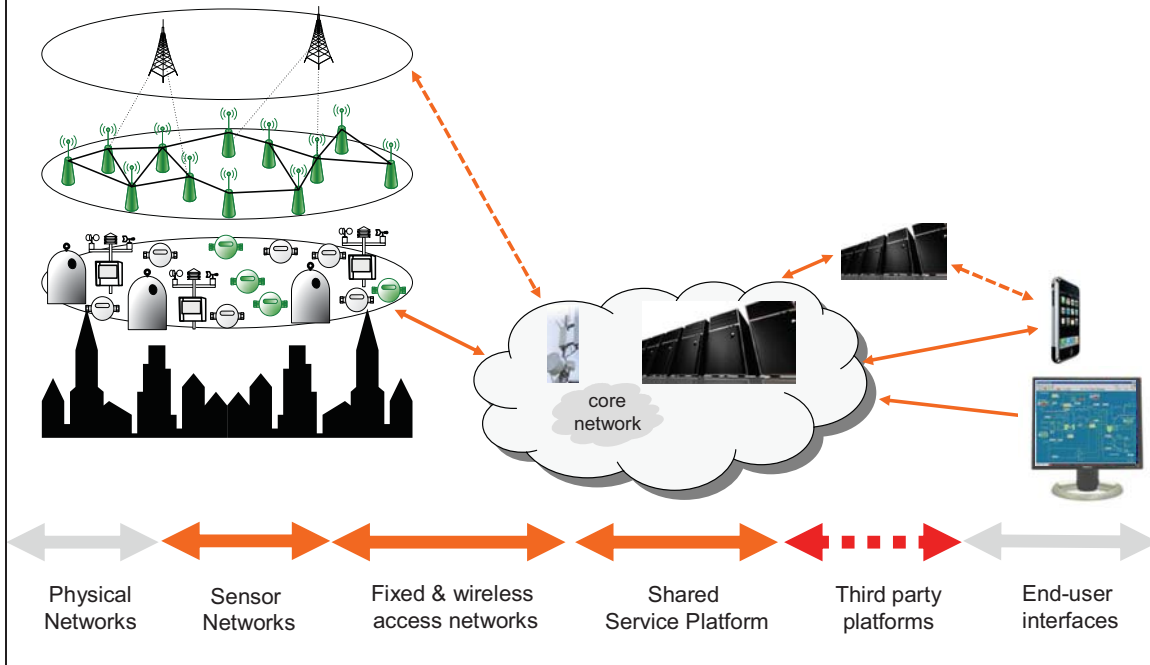 core
network
Physical
Networks
Sensor
Networks
Fixed & wireless
access networks
Shared
Service Platform
Third party
platforms
End-user
interfaces